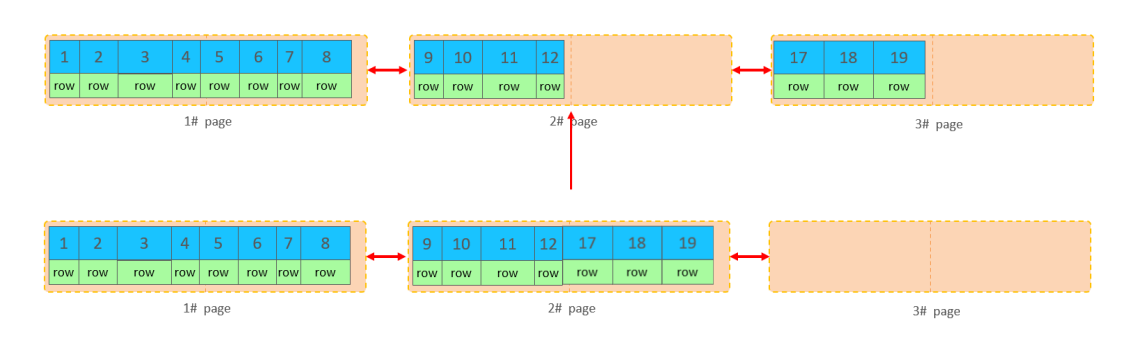 1 2 3 4 5 6 7 8
row row row row row row row row
1# page
9 10 11 12
row row row row
2# page
17 18 19
row row row
3# page
1 2 3 4 5 6 7 8
row row row row row row row row
1# page
9 10 11 12 17 18 19
row row row row row row row
2# page
3# page